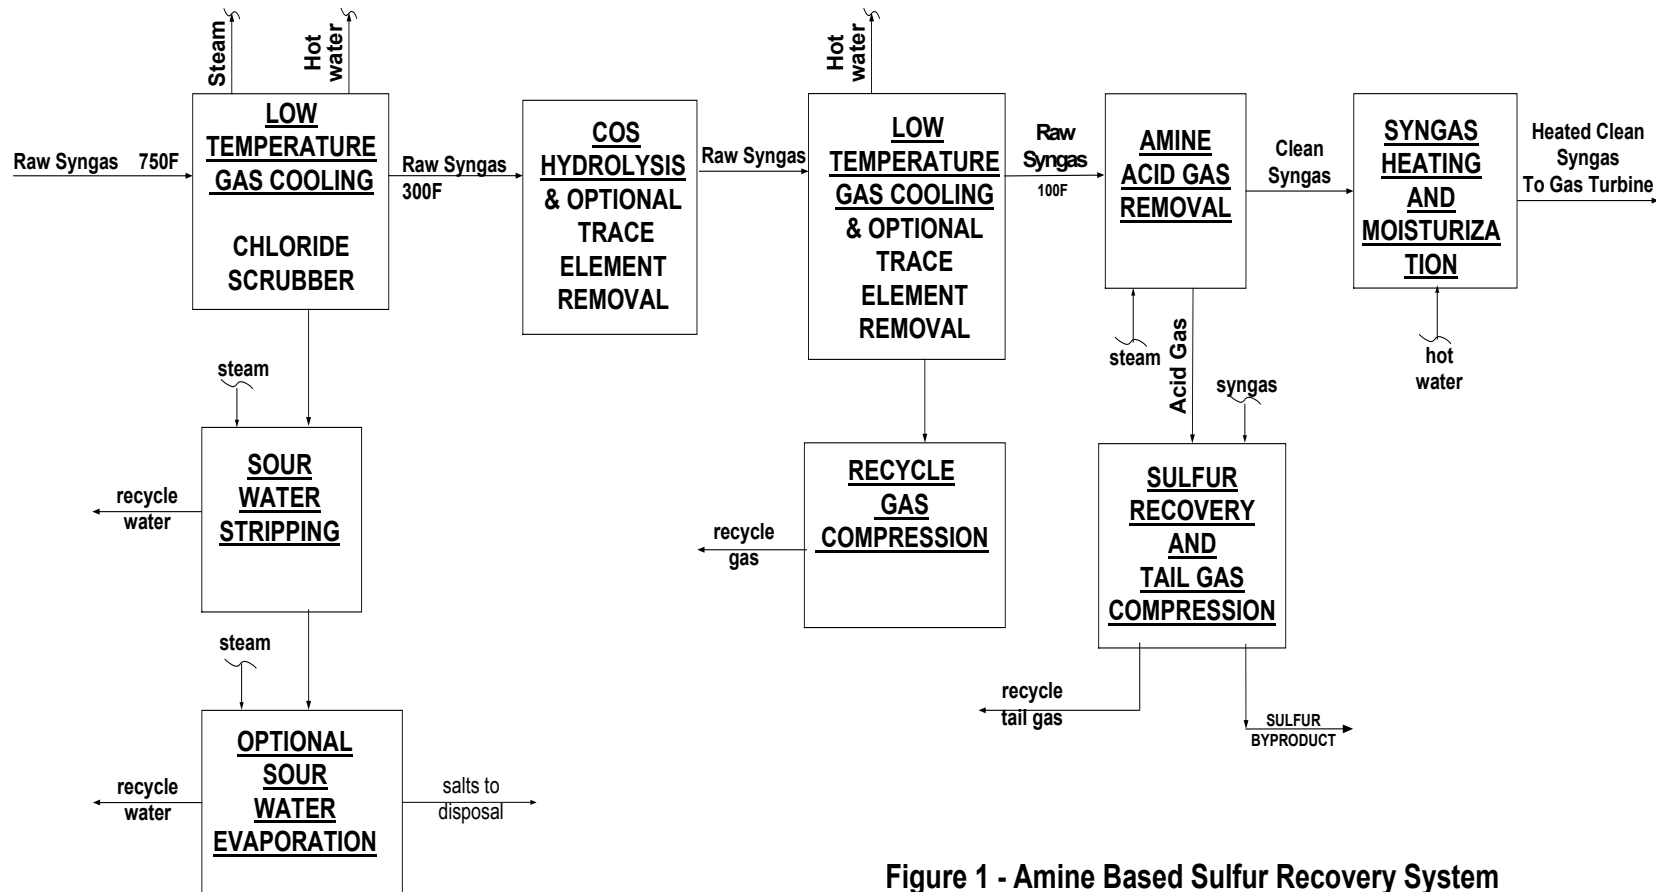 Steam
Hot
water
Hot
water
Raw Syngas 750F
LOW
TEMPERATURE
GAS COOLING
CHLORIDE
SCRUBBER
Raw Syngas
300F
COS
HYDROLYSIS
& OPTIONAL
TRACE
ELEMENT
REMOVAL
Raw Syngas
LOW
TEMPERATURE
GAS COOLING
& OPTIONAL
TRACE
ELEMENT
REMOVAL
Raw
Syngas
100F
AMINE
ACID GAS
REMOVAL
Clean
Syngas
SYNGAS
HEATING
AND
MOISTURIZA
TION
Heated Clean
Syngas
To Gas Turbine
steam
Acid Gas
syngas
hot
water
steam
SOUR
WATER
STRIPPING
recycle
water
RECYCLE
GAS
COMPRESSION
recycle
gas
SULFUR
RECOVERY
AND
TAIL GAS
COMPRESSION
steam
recycle
tail gas
SULFUR
BYPRODUCT
OPTIONAL
SOUR
WATER
EVAPORATION
recycle
water
salts to
disposal
Figure 1 - Amine Based Sulfur Recovery System